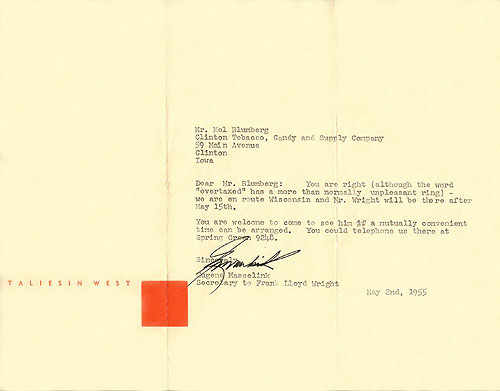 Mr. Mel Blumberg
Clinton Tobacco, Candy and Supply Company
59 Main Avenue
Clinton
Iowa
Dear Mr. Blumberg: You are right (although the word
"overtaxed" has a more than normally unpleasant ring) -
we are en route Wisconsin and Mr. Wright will be there after
May 15th.
You are welcome to come to see him if a mutually convenient
time can be arranged. You could telephone us there at
Spring Green 9248.
Sincerely,
Eugene Masselink
Secretary to Frank Lloyd Wright
TALIESIN WEST
May 2nd, 1955